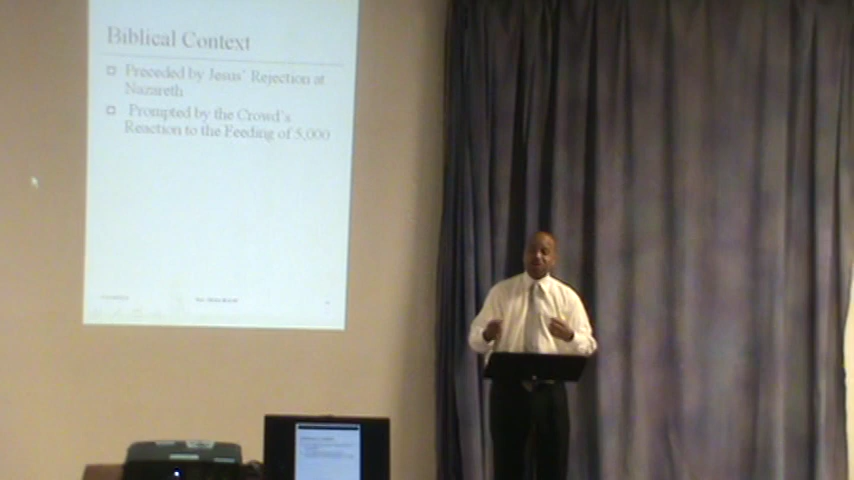 Biblical Context
Preceded by Jesus' Rejection at
Nazareth
Prompted by the Crowd's
Reaction to the Feeding of 5,000